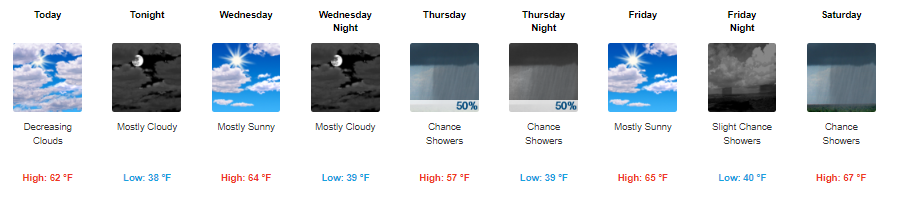 Today
Tonight
Wednesday
Wednesday
Night
Thursday
Thursday
Night
Friday
Friday
Night
Saturday
50%
50%
Decreasing
Clouds
Mostly Cloudy
Mostly Sunny
Mostly Cloudy
Chance
Showers
Chance
Showers
Mostly Sunny
Slight Chance
Showers
Chance
Showers
High: 62 °F
Low: 38 °F
High: 64 °F
Low: 39 °F
High: 57 °F
Low: 39 °F
High: 65 °F
Low: 40 °F
High: 67 °F